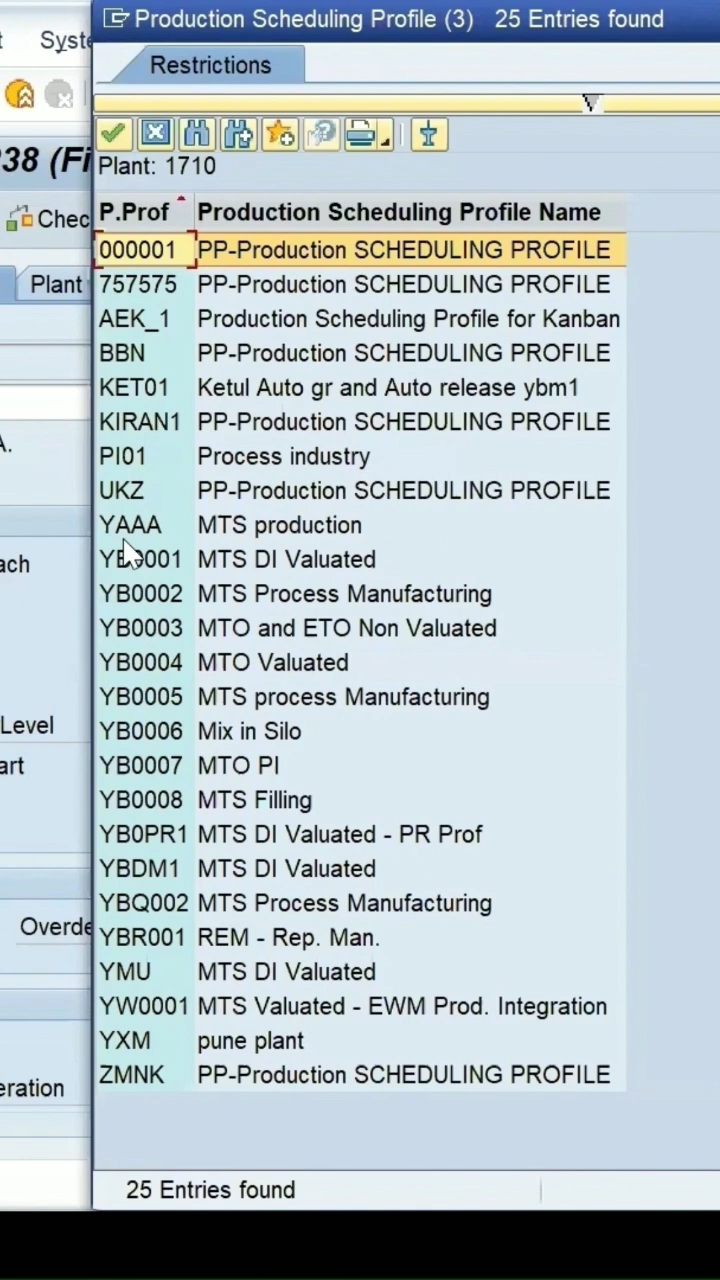 Production Scheduling Profile (3) 25 Entries found
t Syste
Restrictions
38 (Fi
Plant: 1710
Chec
P.Prof Production Scheduling Profile Name
000001 PP-Production SCHEDULING PROFILE
Plant
757575 PP-Production SCHEDULING PROFILE
AEK_1 Production Scheduling Profile for Kanban
BBN PP-Production SCHEDULING PROFILE
KET01 Ketul Auto gr and Auto release ybm1
KIRAN1 PP-Production SCHEDULING PROFILE
A.
PI01 Process industry
UKZ PP-Production SCHEDULING PROFILE
YAAA MTS production
YB0001 MTS DI Valuated
ach
YB0002 MTS Process Manufacturing
YB0003 MTO and ETO Non Valuated
YB0004 MTO Valuated
YB0005 MTS process Manufacturing
Level
YB0006 Mix in Silo
art
YB0007 MTO PI
YB0008 MTS Filling
YB0PR1 MTS DI Valuated - PR Prof
YBDM1 MTS DI Valuated
YBQ002 MTS Process Manufacturing
Overde
YBR001 REM - Rep. Man.
YMU MTS DI Valuated
YW0001 MTS Valuated - EWM Prod. Integration
YXM pune plant
ZMNK PP-Production SCHEDULING PROFILE
eration
25 Entries found